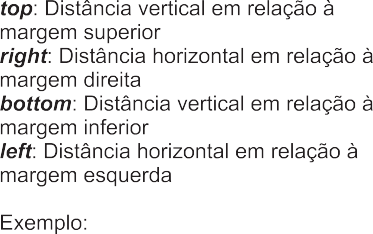 top: Distância vertical em relação à
margem superior
right: Distância horizontal em relação à
margem direita
bottom: Distância vertical em relação à
margem inferior
left: Distância horizontal em relação à
margem esquerda
Exemplo: